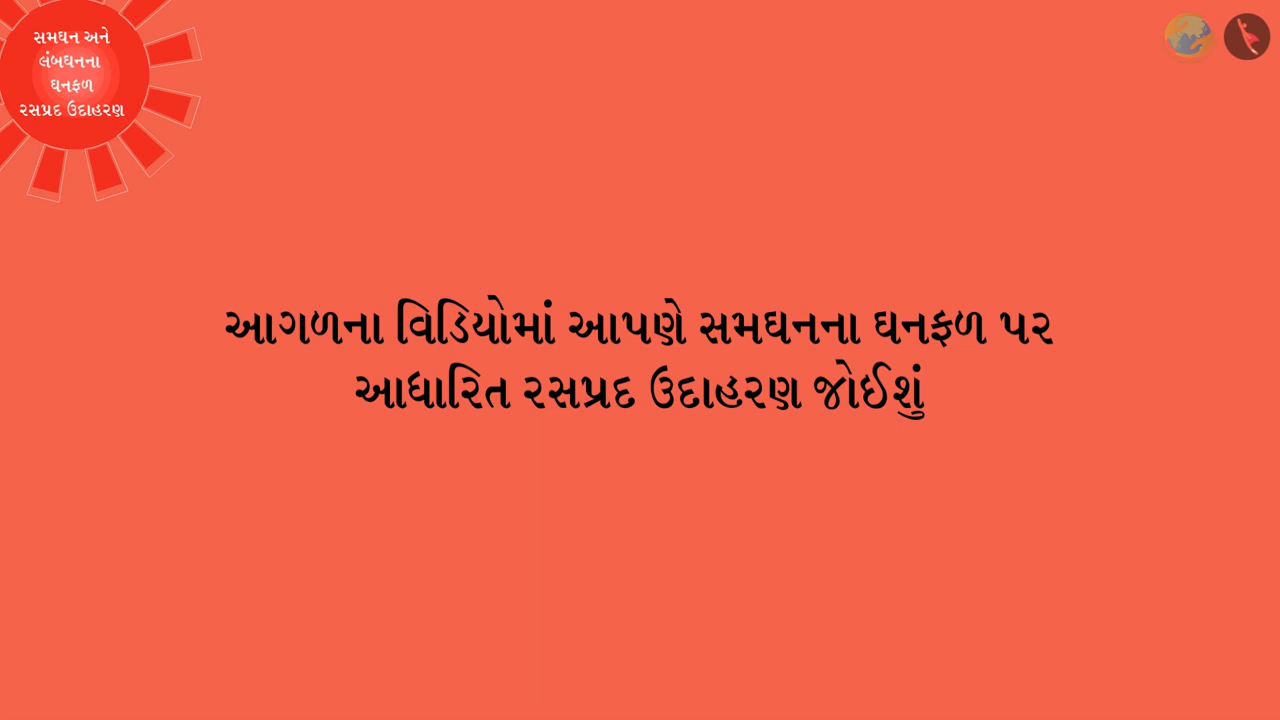 સમઘન અને
લંબઘનના
ઘનફળ
રસપ્રદ ઉદાહરણ
આગળના વિડિયોમાં આપણે સમઘનના ઘનફળ પર
આધારિત રસપ્રદ ઉદાહરણ જોઈશું